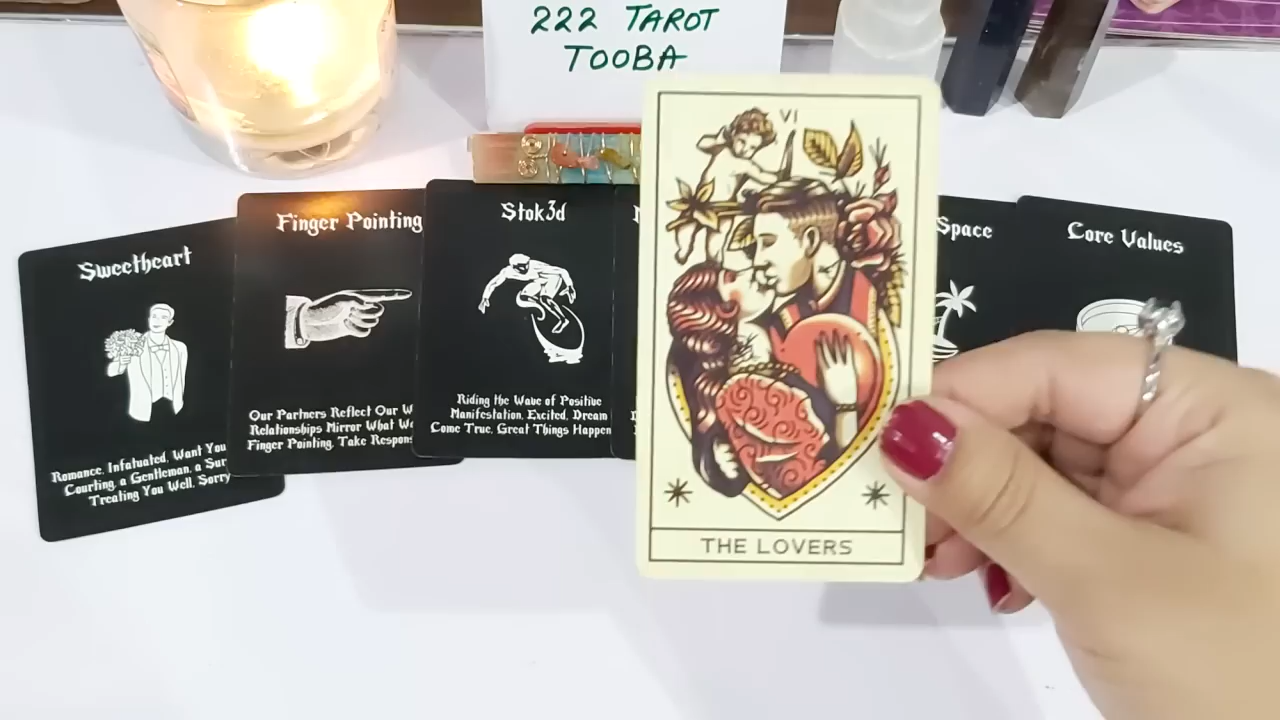 222 TAROT
TOOBA
VI
THE LOVERS
Sweetheart
Romance, Infatuated, Want You
Courting, a Gentleman, a Sur
Treating You Well, Sorry
Finger Pointing
Our Partners Reflect Our W
Relationships Mirror What We
Finger Pointing, Take Respons
Stok3d
Riding the Wave of Positive
Manifestation, Excited, Dream
Come True, Great Things Happen
Space
Core Values